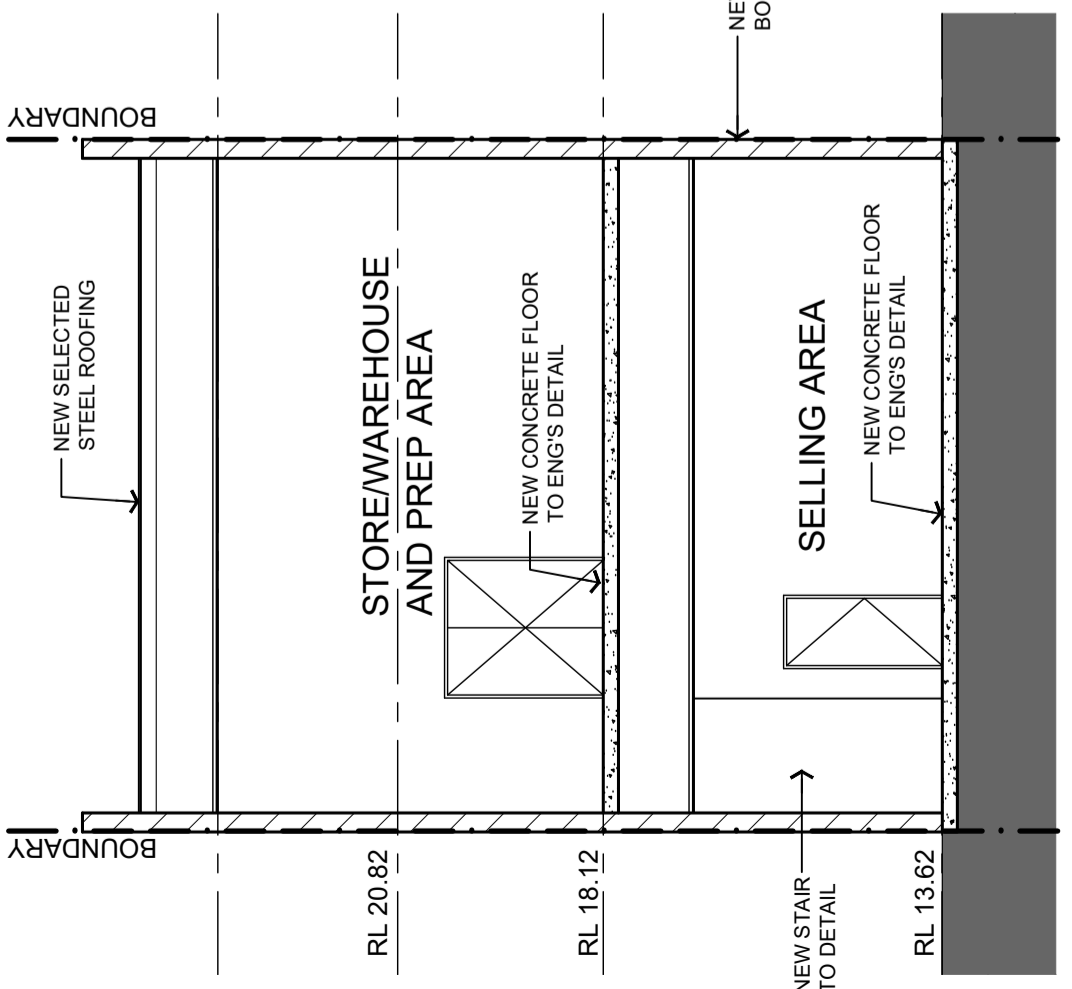 BOUNDARY
BOUNDARY
NEW SELECTED
STEEL ROOFING
STORE/WAREHOUSE
AND PREP AREA
RL 20.82
NEW CONCRETE FLOOR
TO ENG'S DETAIL
RL 18.12
SELLING AREA
NEW STAIR
TO DETAIL
NEW CONCRETE FLOOR
TO ENG'S DETAIL
RL 13.62